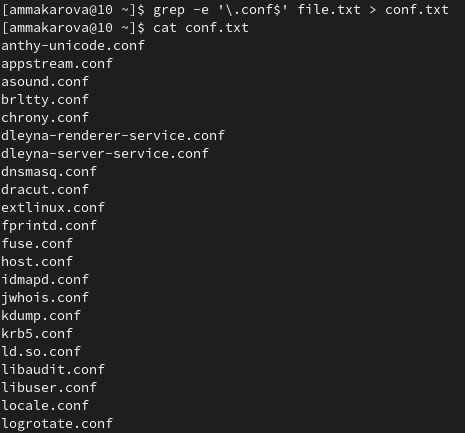 [ammakarova@10 ~]$ grep -e '\.conf$' file.txt > conf.txt
[ammakarova@10 ~]$ cat conf.txt
anthy-unicode.conf
appstream.conf
asound.conf
brltty.conf
chrony.conf
dleyna-renderer-service.conf
dleyna-server-service.conf
dnsmasq.conf
dracut.conf
extlinux.conf
fprintd.conf
fuse.conf
host.conf
idmapd.conf
jwhois.conf
kdump.conf
krb5.conf
ld.so.conf
libaudit.conf
libuser.conf
locale.conf
logrotate.conf